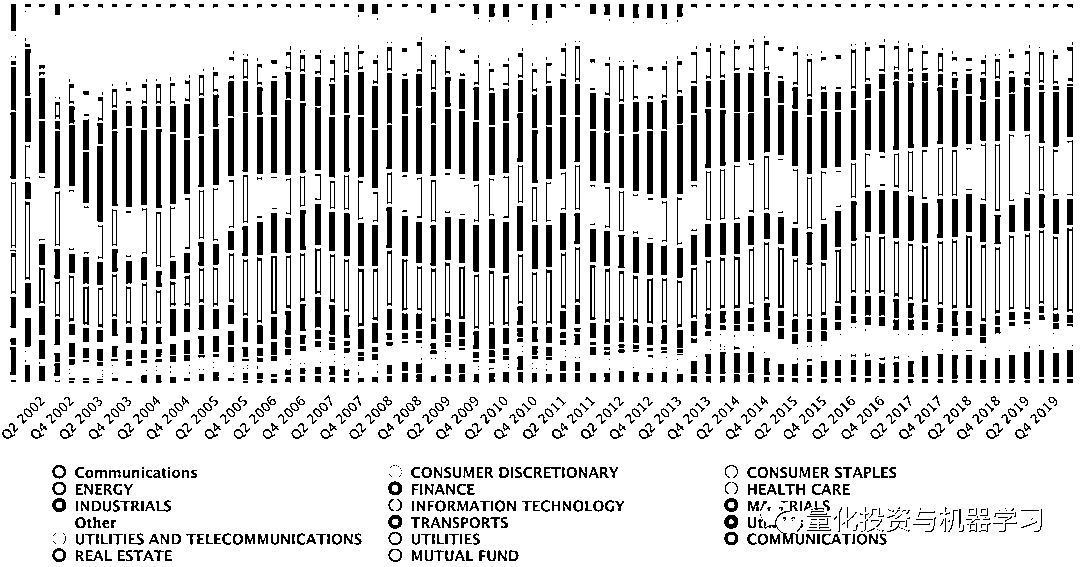 Q2 2002 Q4 2002 Q2 2003 Q4 2003 Q2 2004 Q4 2004 Q2 2005 Q4 2005 Q2 2006 Q4 2006 Q2 2007 Q4 2007 Q2 2008 Q4 2008 Q2 2009 Q4 2009 Q2 2010 Q4 2010 Q2 2011 Q4 2011 Q2 2012 Q4 2012 Q2 2013 Q4 2013 Q2 2014 Q4 2014 Q2 2015 Q4 2015 Q2 2016 Q4 2016 Q2 2017 Q4 2017 Q2 2018 Q4 2018 Q2 2019 Q4 2019
Communications CONSUMER DISCRETIONARY CONSUMER STAPLES
ENERGY FINANCE HEALTH CARE
INDUSTRIALS INFORMATION TECHNOLOGY MATERIALS
Other TRANSPORTS
UTILITIES AND TELECOMMUNICATIONS UTILITIES COMMUNICATIONS
REAL ESTATE MUTUAL FUND
量化投资与机器学习